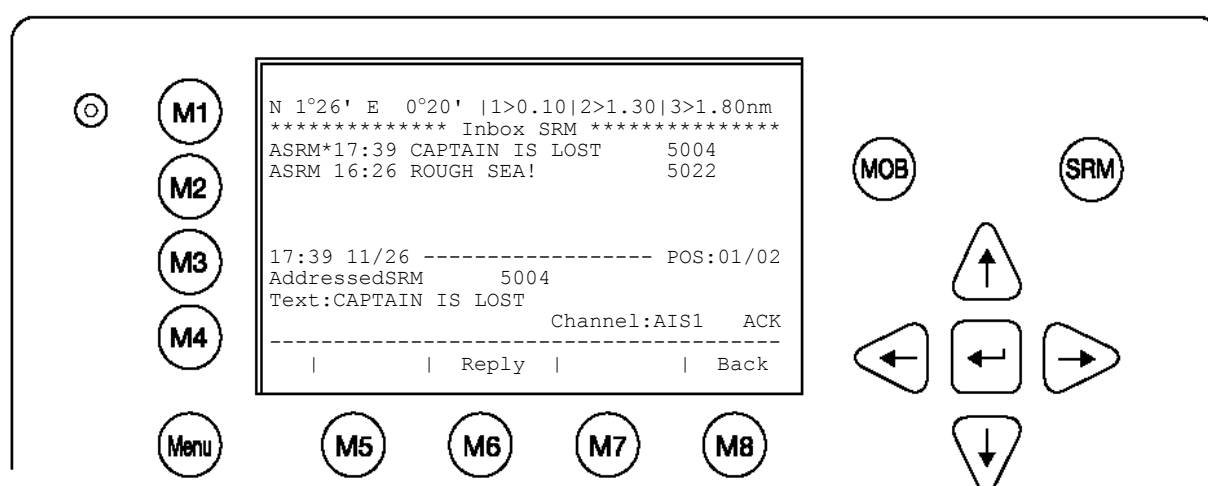 N 1°26' E  0°20' |1>0.10|2>1.30|3>1.80nm
************** Inbox SRM ***************
ASRM*17:39 CAPTAIN IS LOST     5004
ASRM 16:26 ROUGH SEA!          5022
17:39 11/26 ------------------ POS:01/02
AddressedSRM      5004
Text:CAPTAIN IS LOST
Channel:AIS1   ACK
----------------------------------------
|        | Reply  |         |  Back
M1
M2
M3
M4
Menu
M5
M6
M7
M8
MOB
SRM